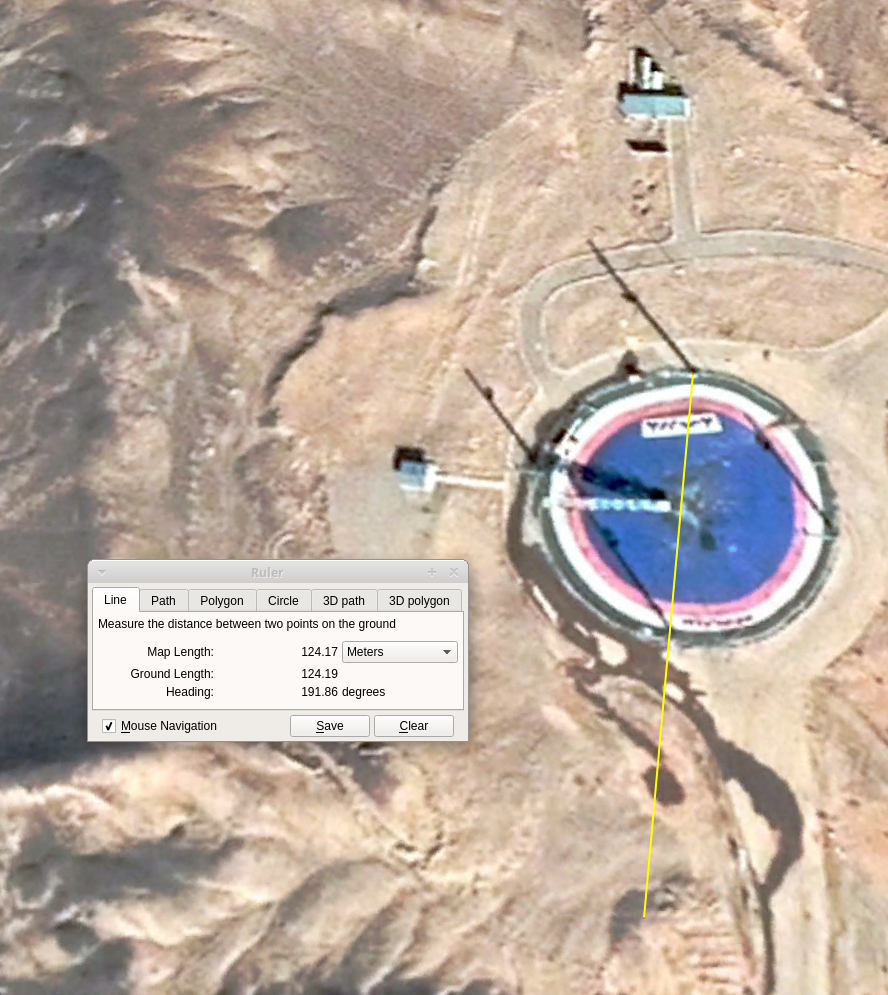 Ruler
Line Path Polygon Circle 3D path 3D polygon
Measure the distance between two points on the ground
Map Length: 124.17 Meters
Ground Length: 124.19
Heading: 191.86 degrees
Mouse Navigation Save Clear